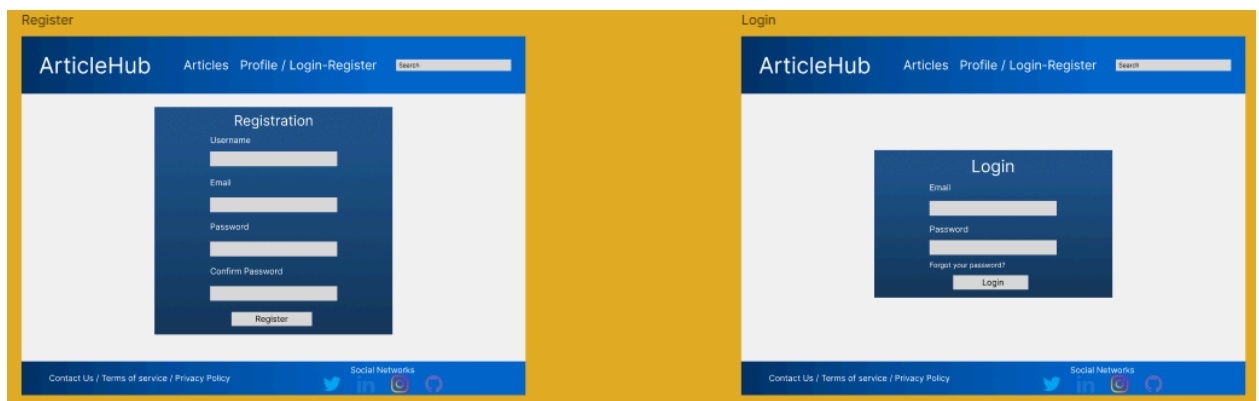 Register
ArticleHub Articles Profile / Login-Register Search
Registration
Username
Email
Password
Confirm Password
Register
Contact Us / Terms of service / Privacy Policy
Social Networks
in
Login
ArticleHub Articles Profile / Login-Register Search
Login
Email
Password
Forgot your password?
Login
Contact Us / Terms of service / Privacy Policy
Social Networks
in